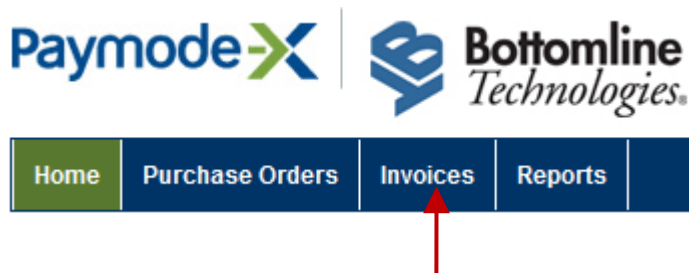 Paymode-X
Bottomline
Technologies®
Home Purchase Orders Invoices Reports